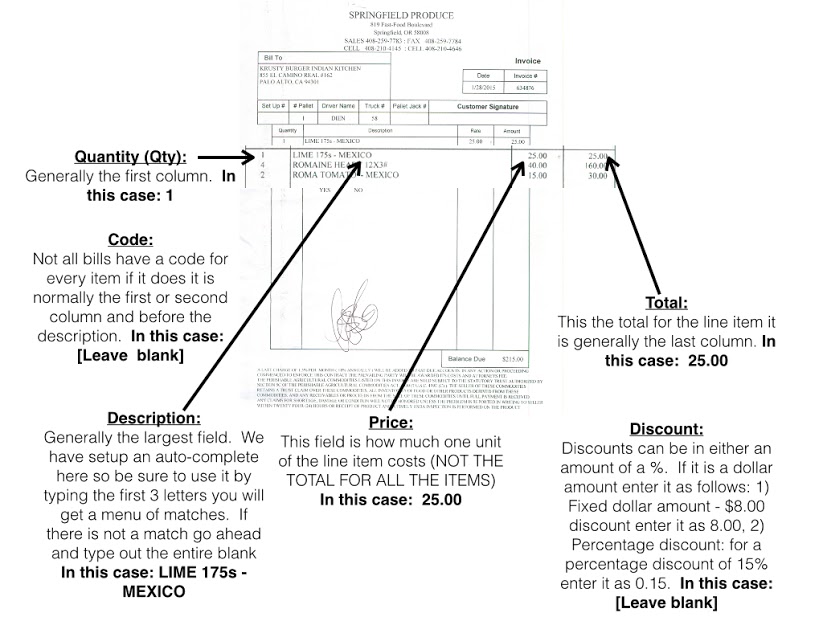 SPRINGFIELD PRODUCE
819 Fast-Food Boulevard
Springfield, OR 58008
SALES 408-259-7783 : FAX 408-259-7784
CELL 408-210-4145 : CELL 408-210-4646
Bill To
KRUSTY BURGER INDIAN KITCHEN
855 EL CAMINO REAL #162
PALO ALTO, CA 94301
Invoice
Date Invoice #
1/28/2015 634876
Set Up # # Pallet Driver Name Truck # Pallet Jack # Customer Signature
1 DIEN 58
Quantity Description Rate Amount
1 LIME 175s - MEXICO 25.00 25.00
1 LIME 175s - MEXICO 25.00 25.00
4 ROMAINE 12X3# 40.00 160.00
2 ROMA - MEXICO 15.00 30.00
YES NO
Balance Due $215.00
Quantity (Qty):
Generally the first column. In
this case: 1
Code:
Not all bills have a code for
every item if it does it is
normally the first or second
column and before the
description. In this case:
[Leave blank]
Description:
Generally the largest field. We
have setup an auto-complete
here so be sure to use it by
typing the first 3 letters you will
get a menu of matches. If
there is not a match go ahead
and type out the entire blank
In this case: LIME 175s -
MEXICO
Price:
This field is how much one unit
of the line item costs (NOT THE
TOTAL FOR ALL THE ITEMS)
In this case: 25.00
Total:
This the total for the line item it
is generally the last column. In
this case: 25.00
Discount:
Discounts can be in either an
amount of a %. If it is a dollar
amount enter it as follows: 1)
Fixed dollar amount - $8.00
discount enter it as 8.00, 2)
Percentage discount: for a
percentage discount of 15%
enter it as 0.15. In this case:
[Leave blank]